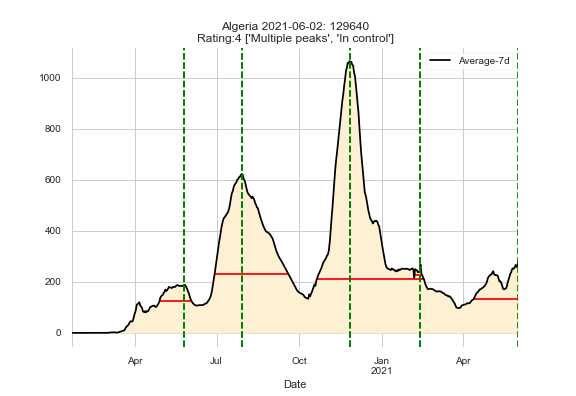 Algeria 2021-06-02: 129640
Rating:4 ['Multiple peaks', 'In control']
Average-7d
1000
800
600
400
200
0
Apr
Jul
Oct
Jan
2021
Apr
Date